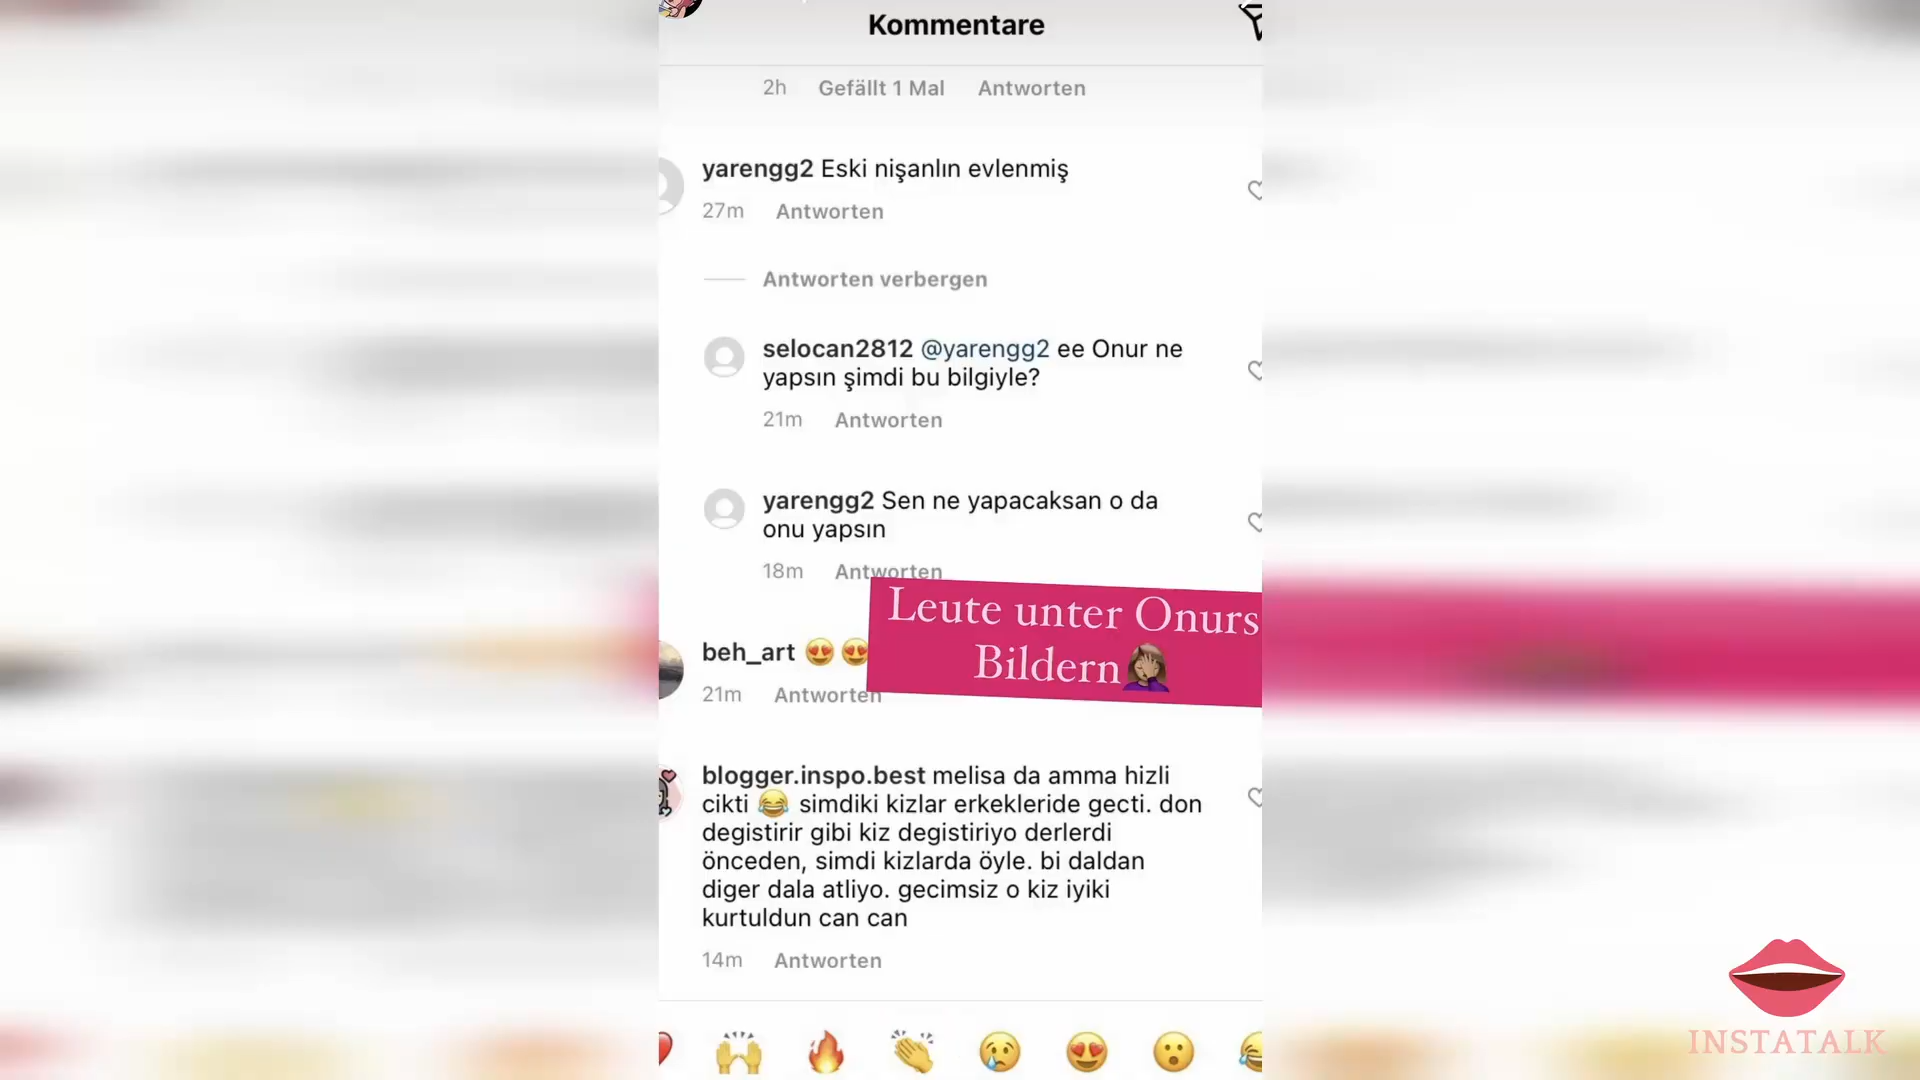 Kommentare
2h Gefällt 1 Mal Antworten
yarengg2 Eski nişanlın evlenmiş
27m Antworten
Antworten verbergen
selocan2812 @yarengg2 ee Onur ne
yapsın şimdi bu bilgiyle?
21m Antworten
yarengg2 Sen ne yapacaksan o da
onu yapsın
18m Antworten
Leute unter Onurs
Bildern🤦🏽‍♀️
beh_art 😍😍
21m Antworten
blogger.inspo.best melisa da amma hizli
cikti 😂 simdiki kizlar erkekleride gecti. don
degistirir gibi kiz degistiriyo derlerdi
önceden, simdi kizlarda öyle. bi daldan
diger dala atliyo. gecimsiz o kiz iyiki
kurtuldun can can
14m Antworten
INSTATALK